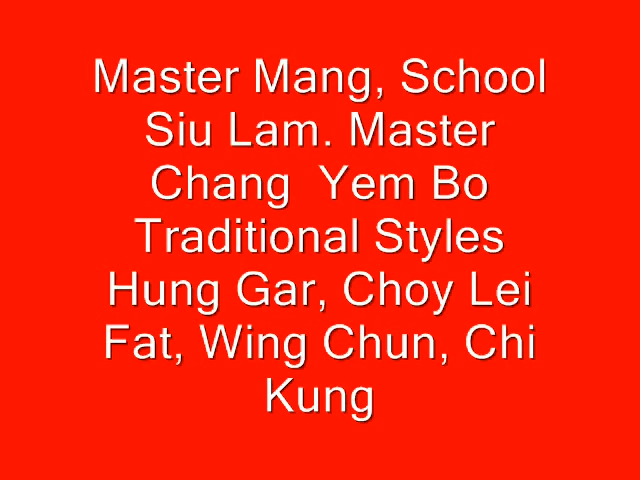 Master Mang, School
Siu Lam. Master
Chang  Yem Bo
Traditional Styles
Hung Gar, Choy Lei
Fat, Wing Chun, Chi
Kung